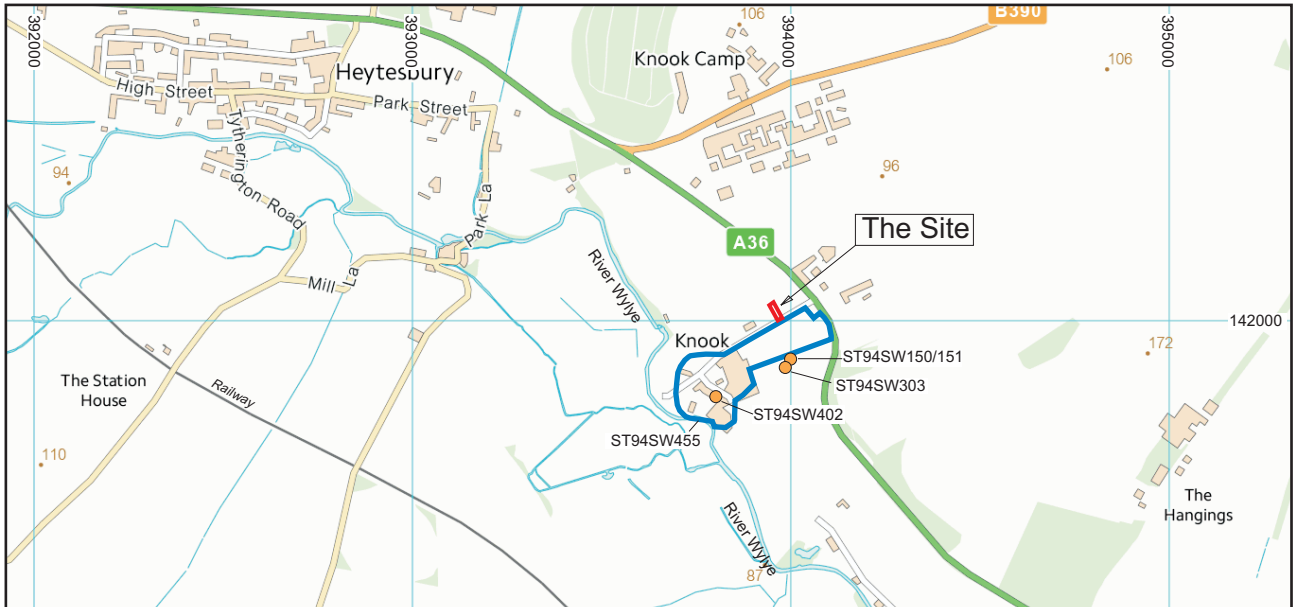 392000
393000
394000
395000
106
B390
Knook Camp
106
Heytesbury
High Street
Park Street
Tytherington Road
94
96
Park La
The Site
A36
River Wylye
Mill La
142000
Knook
ST94SW150/151
172
ST94SW303
The Station
House
Railway
ST94SW402
ST94SW455
110
The
Hangings
River Wylye
87